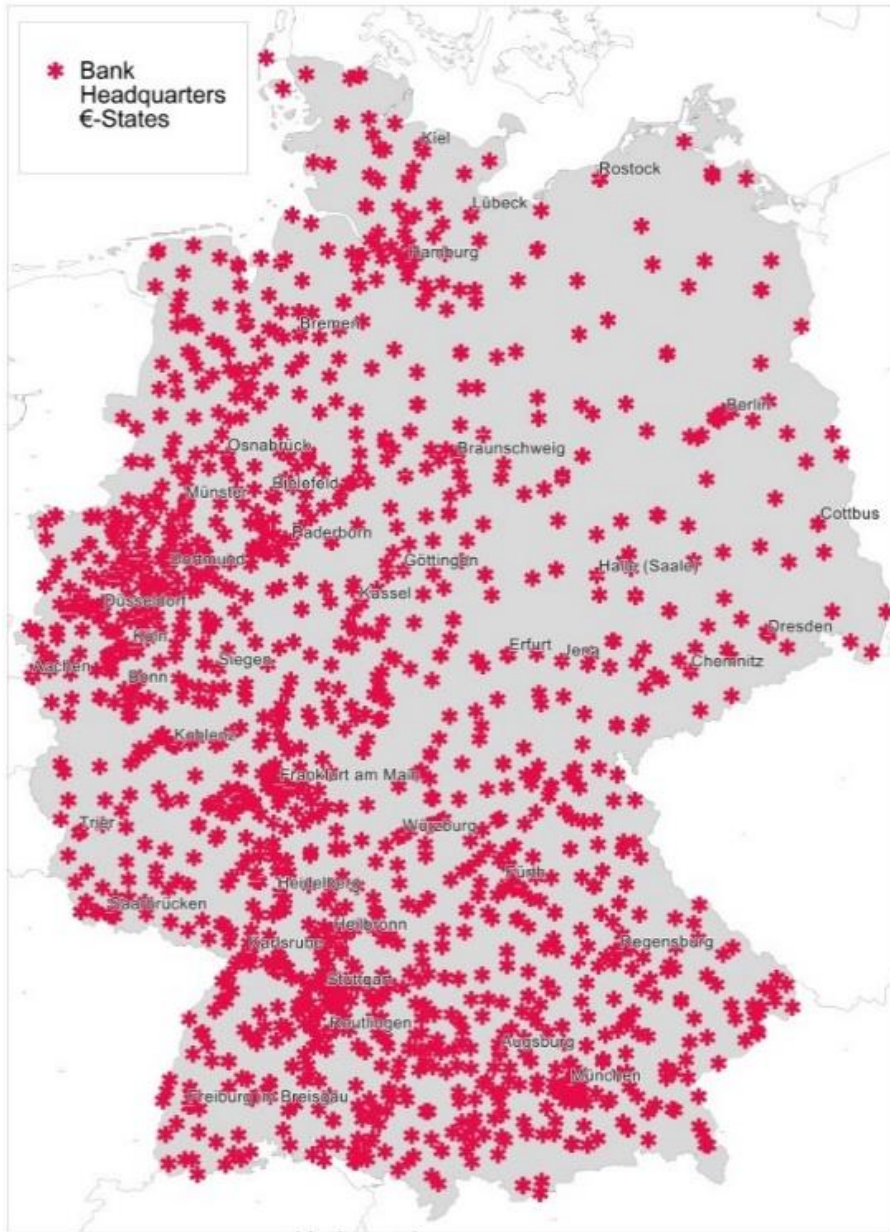 Bank
Headquarters
€-States
Kiel
Rostock
Lübeck
Hamburg
Bremen
Berlin
Osnabrück
Braunschweig
Bielefeld
Münster
Cottbus
Paderborn
Dortmund
Göttingen
Halle (Saale)
Kassel
Düsseldorf
Dresden
Köln
Erfurt
Jena
Siegen
Aachen
Chemnitz
Bonn
Koblenz
Frankfurt am Main
Trier
Würzburg
Fürth
Heidelberg
Saarbrücken
Heilbronn
Karlsruhe
Regensburg
Stuttgart
Reutlingen
Augsburg
München
Freiburg im Breisgau